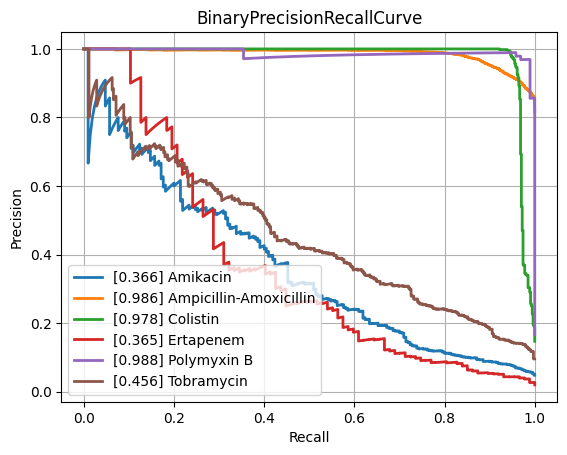 BinaryPrecisionRecallCurve
1.0
0.8
0.6
0.4
0.2
0.0
Precision
[0.366] Amikacin
[0.986] Ampicillin-Amoxicillin
[0.978] Colistin
[0.365] Ertapenem
[0.988] Polymyxin B
[0.456] Tobramycin
0.0 0.2 0.4 0.6 0.8 1.0
Recall